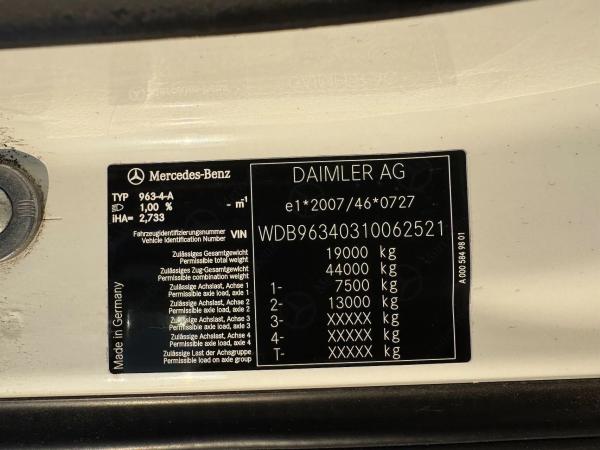 Mercedes-Benz
DAIMLER AG
TYP 963-4-A
1,00 % - m⁻¹
iHA= 2,733
e1*2007/46*0727
Fahrzeugidentifizierungsnummer
Vehicle Identification Number VIN
WDB96340310062521
Zulässiges Gesamtgewicht
Permissible total weight
19000 kg
Zulässiges Zug-Gesamtgewicht
Permissible combination weight
44000 kg
Zulässige Achslast, Achse 1
Permissible axle load, axle 1
1- 7500 kg
Zulässige Achslast, Achse 2
Permissible axle load, axle 2
2- 13000 kg
Zulässige Achslast, Achse 3
Permissible axle load, axle 3
3- XXXXX kg
Zulässige Achslast, Achse 4
Permissible axle load, axle 4
4- XXXXX kg
Zulässige Last der Achsgruppe
Permissible load on axle group
T- XXXXX kg
Made in Germany
A 000 584 98 01